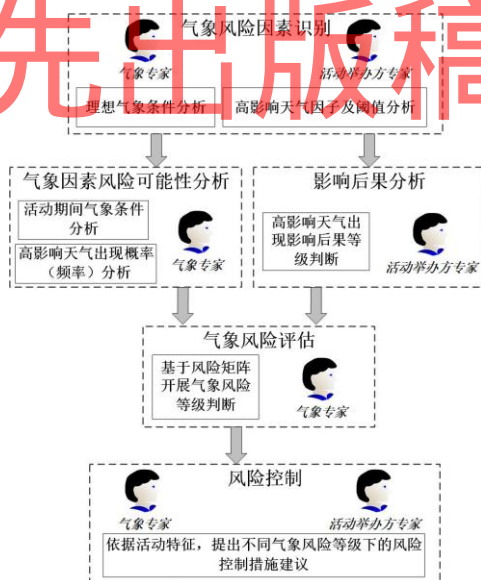 先出版稿
气象风险因素识别
气象专家
活动举办方专家
理想气象条件分析
高影响天气因子及阈值分析
气象因素风险可能性分析
活动期间气象条件
分析
高影响天气出现概率
（频率）分析
气象专家
影响后果分析
高影响天气出
现影响后果等
级判断
活动举办方专家
气象风险评估
基于风险矩阵
开展气象风险
等级判断
气象专家
风险控制
气象专家
活动举办方专家
依据活动特征，提出不同气象风险等级下的风险
控制措施建议